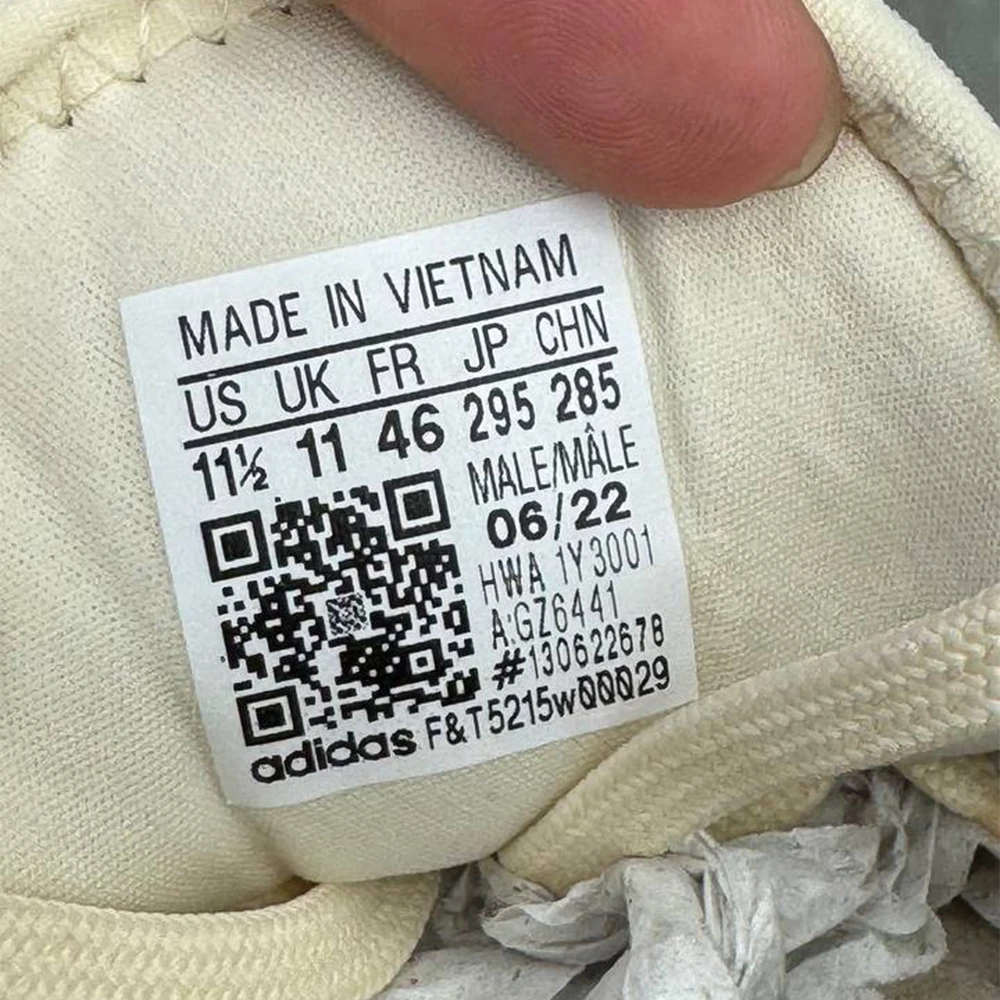 MADE IN VIETNAM
US UK FR JP CHN
11½ 11 46 295 285
MALE/MÂLE
06/22
HWA 1Y3001
A:GZ6441
#130622678
adidas F&T5215w00029